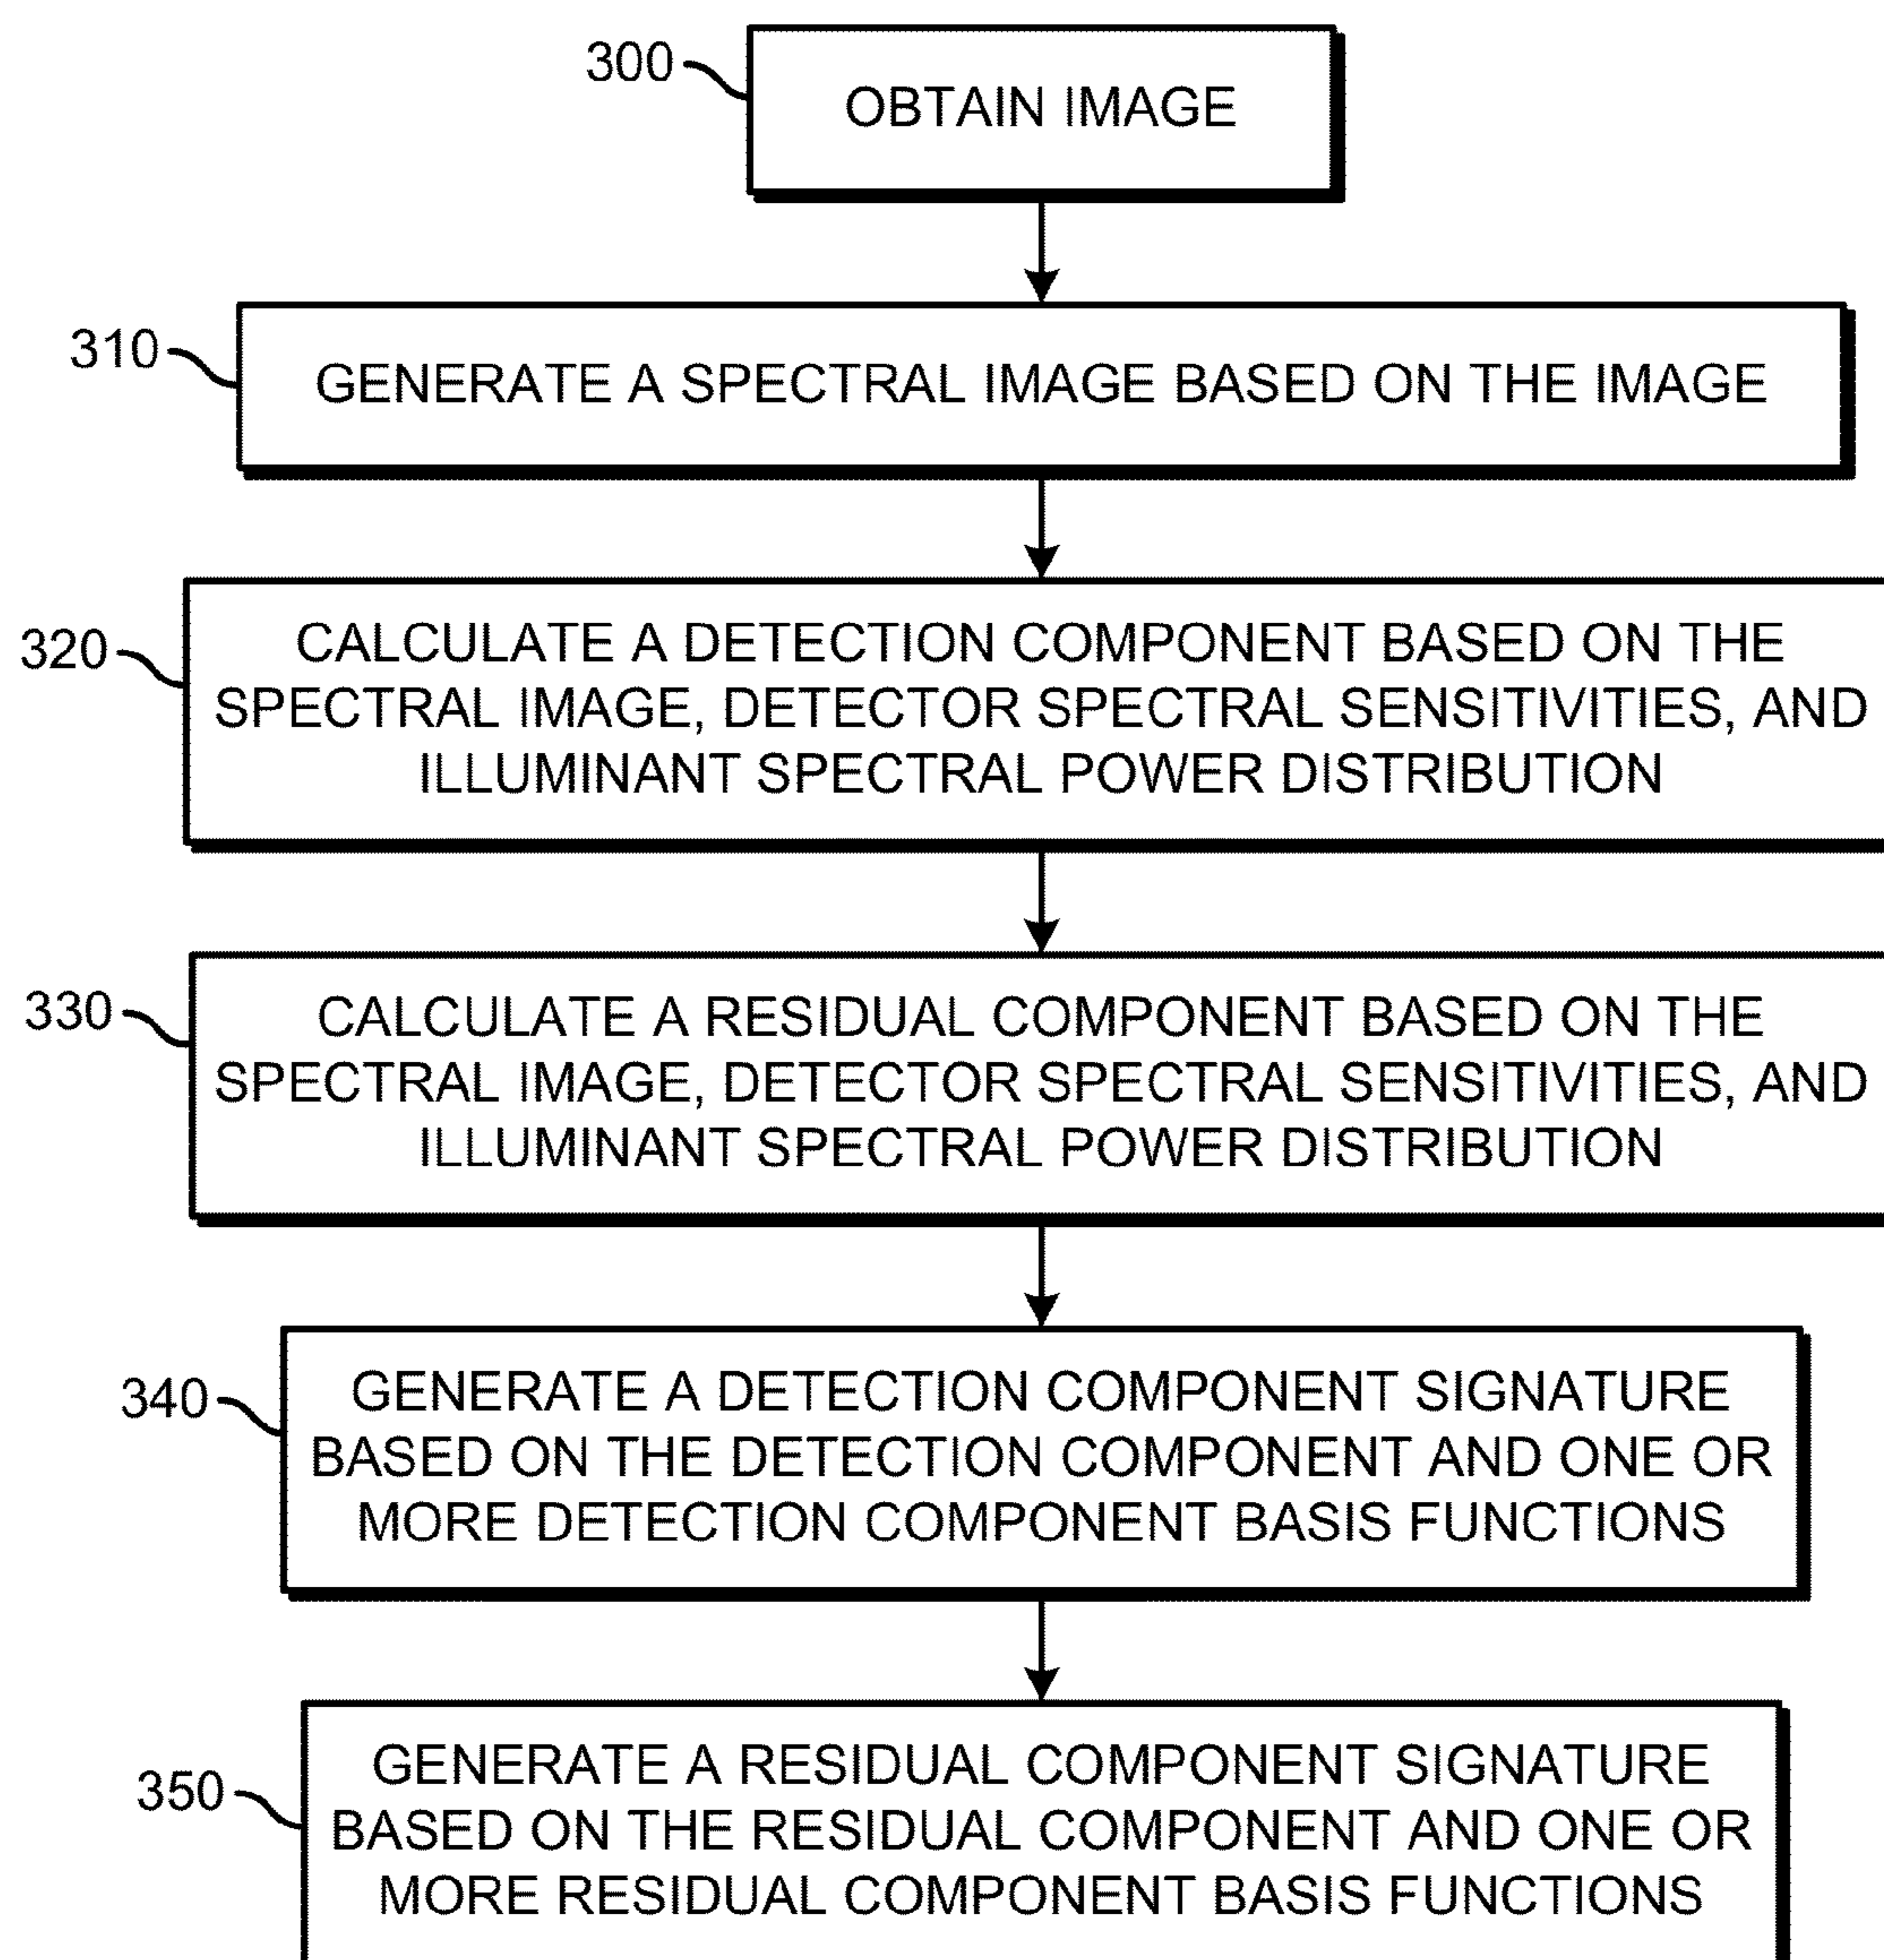 300
OBTAIN IMAGE
310
GENERATE A SPECTRAL IMAGE BASED ON THE IMAGE
320
CALCULATE A DETECTION COMPONENT BASED ON THE
SPECTRAL IMAGE, DETECTOR SPECTRAL SENSITIVITIES, AND
ILLUMINANT SPECTRAL POWER DISTRIBUTION
330
CALCULATE A RESIDUAL COMPONENT BASED ON THE
SPECTRAL IMAGE, DETECTOR SPECTRAL SENSITIVITIES, AND
ILLUMINANT SPECTRAL POWER DISTRIBUTION
340
GENERATE A DETECTION COMPONENT SIGNATURE
BASED ON THE DETECTION COMPONENT AND ONE OR
MORE DETECTION COMPONENT BASIS FUNCTIONS
350
GENERATE A RESIDUAL COMPONENT SIGNATURE
BASED ON THE RESIDUAL COMPONENT AND ONE OR
MORE RESIDUAL COMPONENT BASIS FUNCTIONS